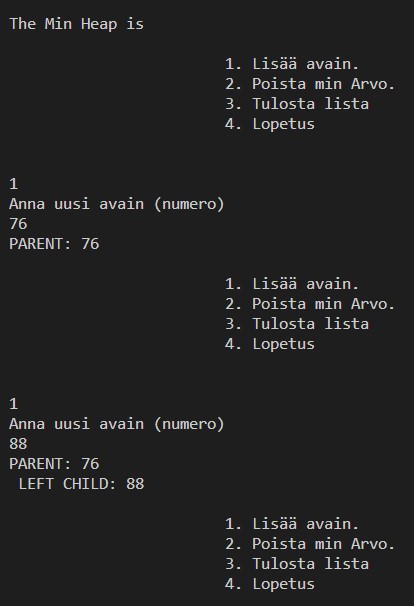 The Min Heap is
1. Lisää avain.
2. Poista min Arvo.
3. Tulosta lista
4. Lopetus
1
Anna uusi avain (numero)
76
PARENT: 76
1. Lisää avain.
2. Poista min Arvo.
3. Tulosta lista
4. Lopetus
1
Anna uusi avain (numero)
88
PARENT: 76
LEFT CHILD: 88
1. Lisää avain.
2. Poista min Arvo.
3. Tulosta lista
4. Lopetus